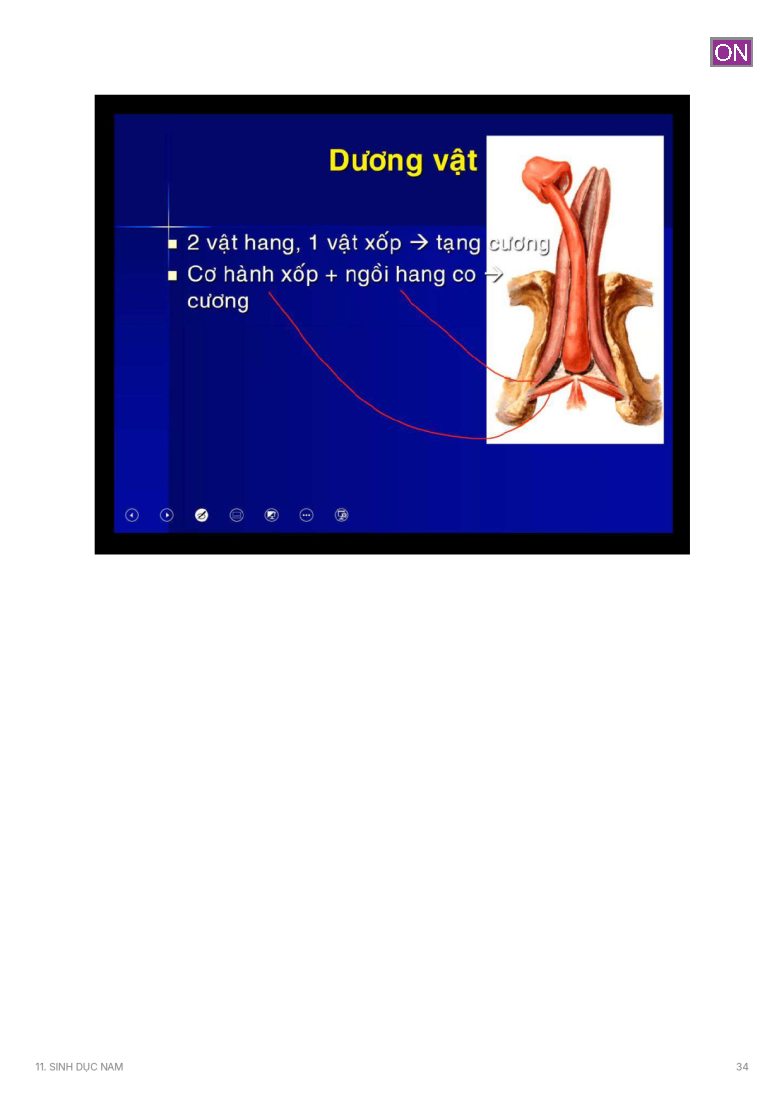 ON
Dương vật
2 vật hang, 1 vật xốp → tạng cương
Cơ hành xốp + ngồi hang co →
cương
11. SINH DỤC NAM
34